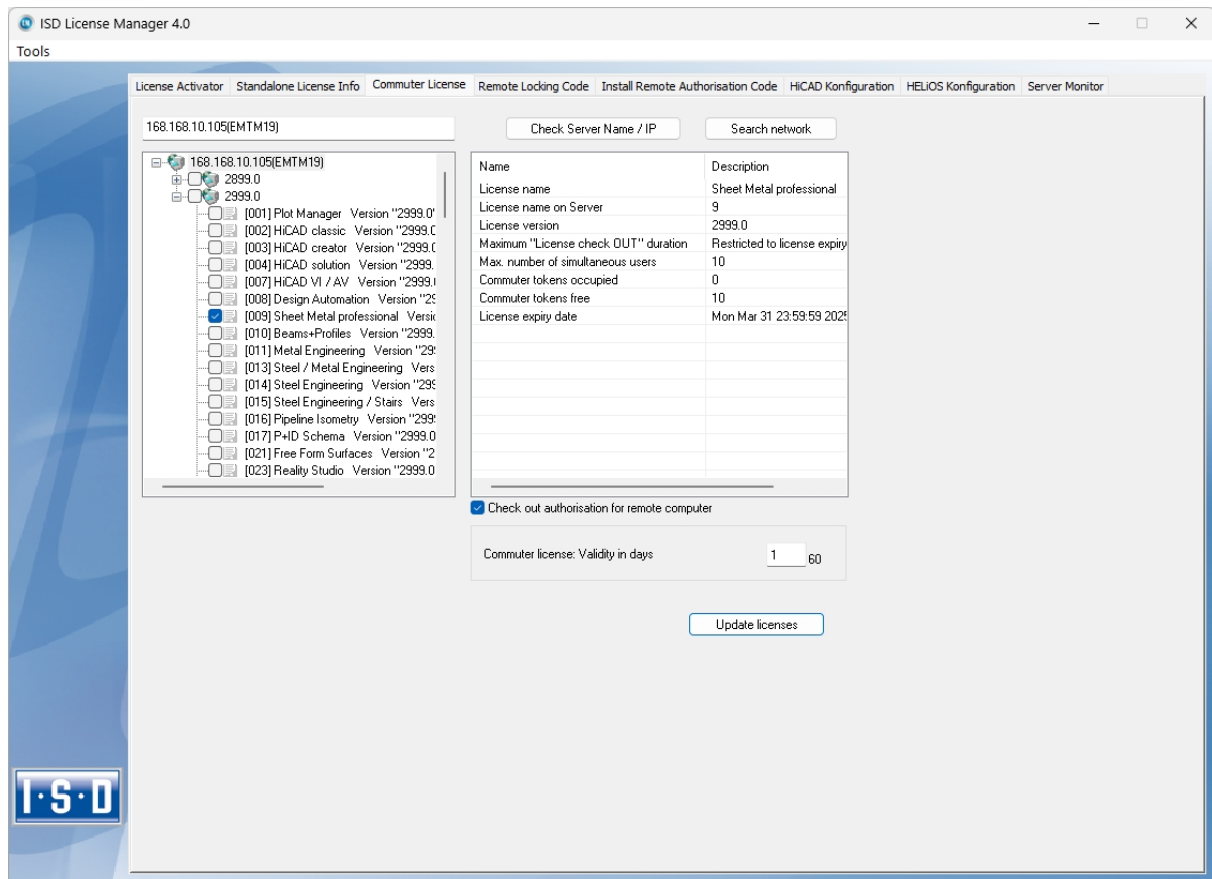 ISD License Manager 4.0
Tools
License Activator Standalone License Info Commuter License Remote Locking Code Install Remote Authorisation Code HiCAD Konfiguration HELiOS Konfiguration Server Monitor
168.168.10.105(EMTM19) Check Server Name / IP Search network
168.168.10.105(EMTM19)
2899.0
2999.0
[001] Plot Manager Version "2999.0"
[002] HiCAD classic Version "2999.0
[003] HiCAD creator Version "2999.0
[004] HiCAD solution Version "2999.
[007] HiCAD VI / AV Version "2999.
[008] Design Automation Version "29
[009] Sheet Metal professional Versio
[010] Beams+Profiles Version "2999.
[011] Metal Engineering Version "29
[013] Steel / Metal Engineering Vers
[014] Steel Engineering Version "299
[015] Steel Engineering / Stairs Vers
[016] Pipeline Isometry Version "299
[017] P+ID Schema Version "2999.0
[021] Free Form Surfaces Version "2
[023] Reality Studio Version "2999.0
Name Description
License name Sheet Metal professional
License name on Server 9
License version 2999.0
Maximum "License check OUT" duration Restricted to license expiry
Max. number of simultaneous users 10
Commuter tokens occupied 0
Commuter tokens free 10
License expiry date Mon Mar 31 23:59:59 2025
Check out authorisation for remote computer
Commuter license: Validity in days 1 60
Update licenses
I·S·D